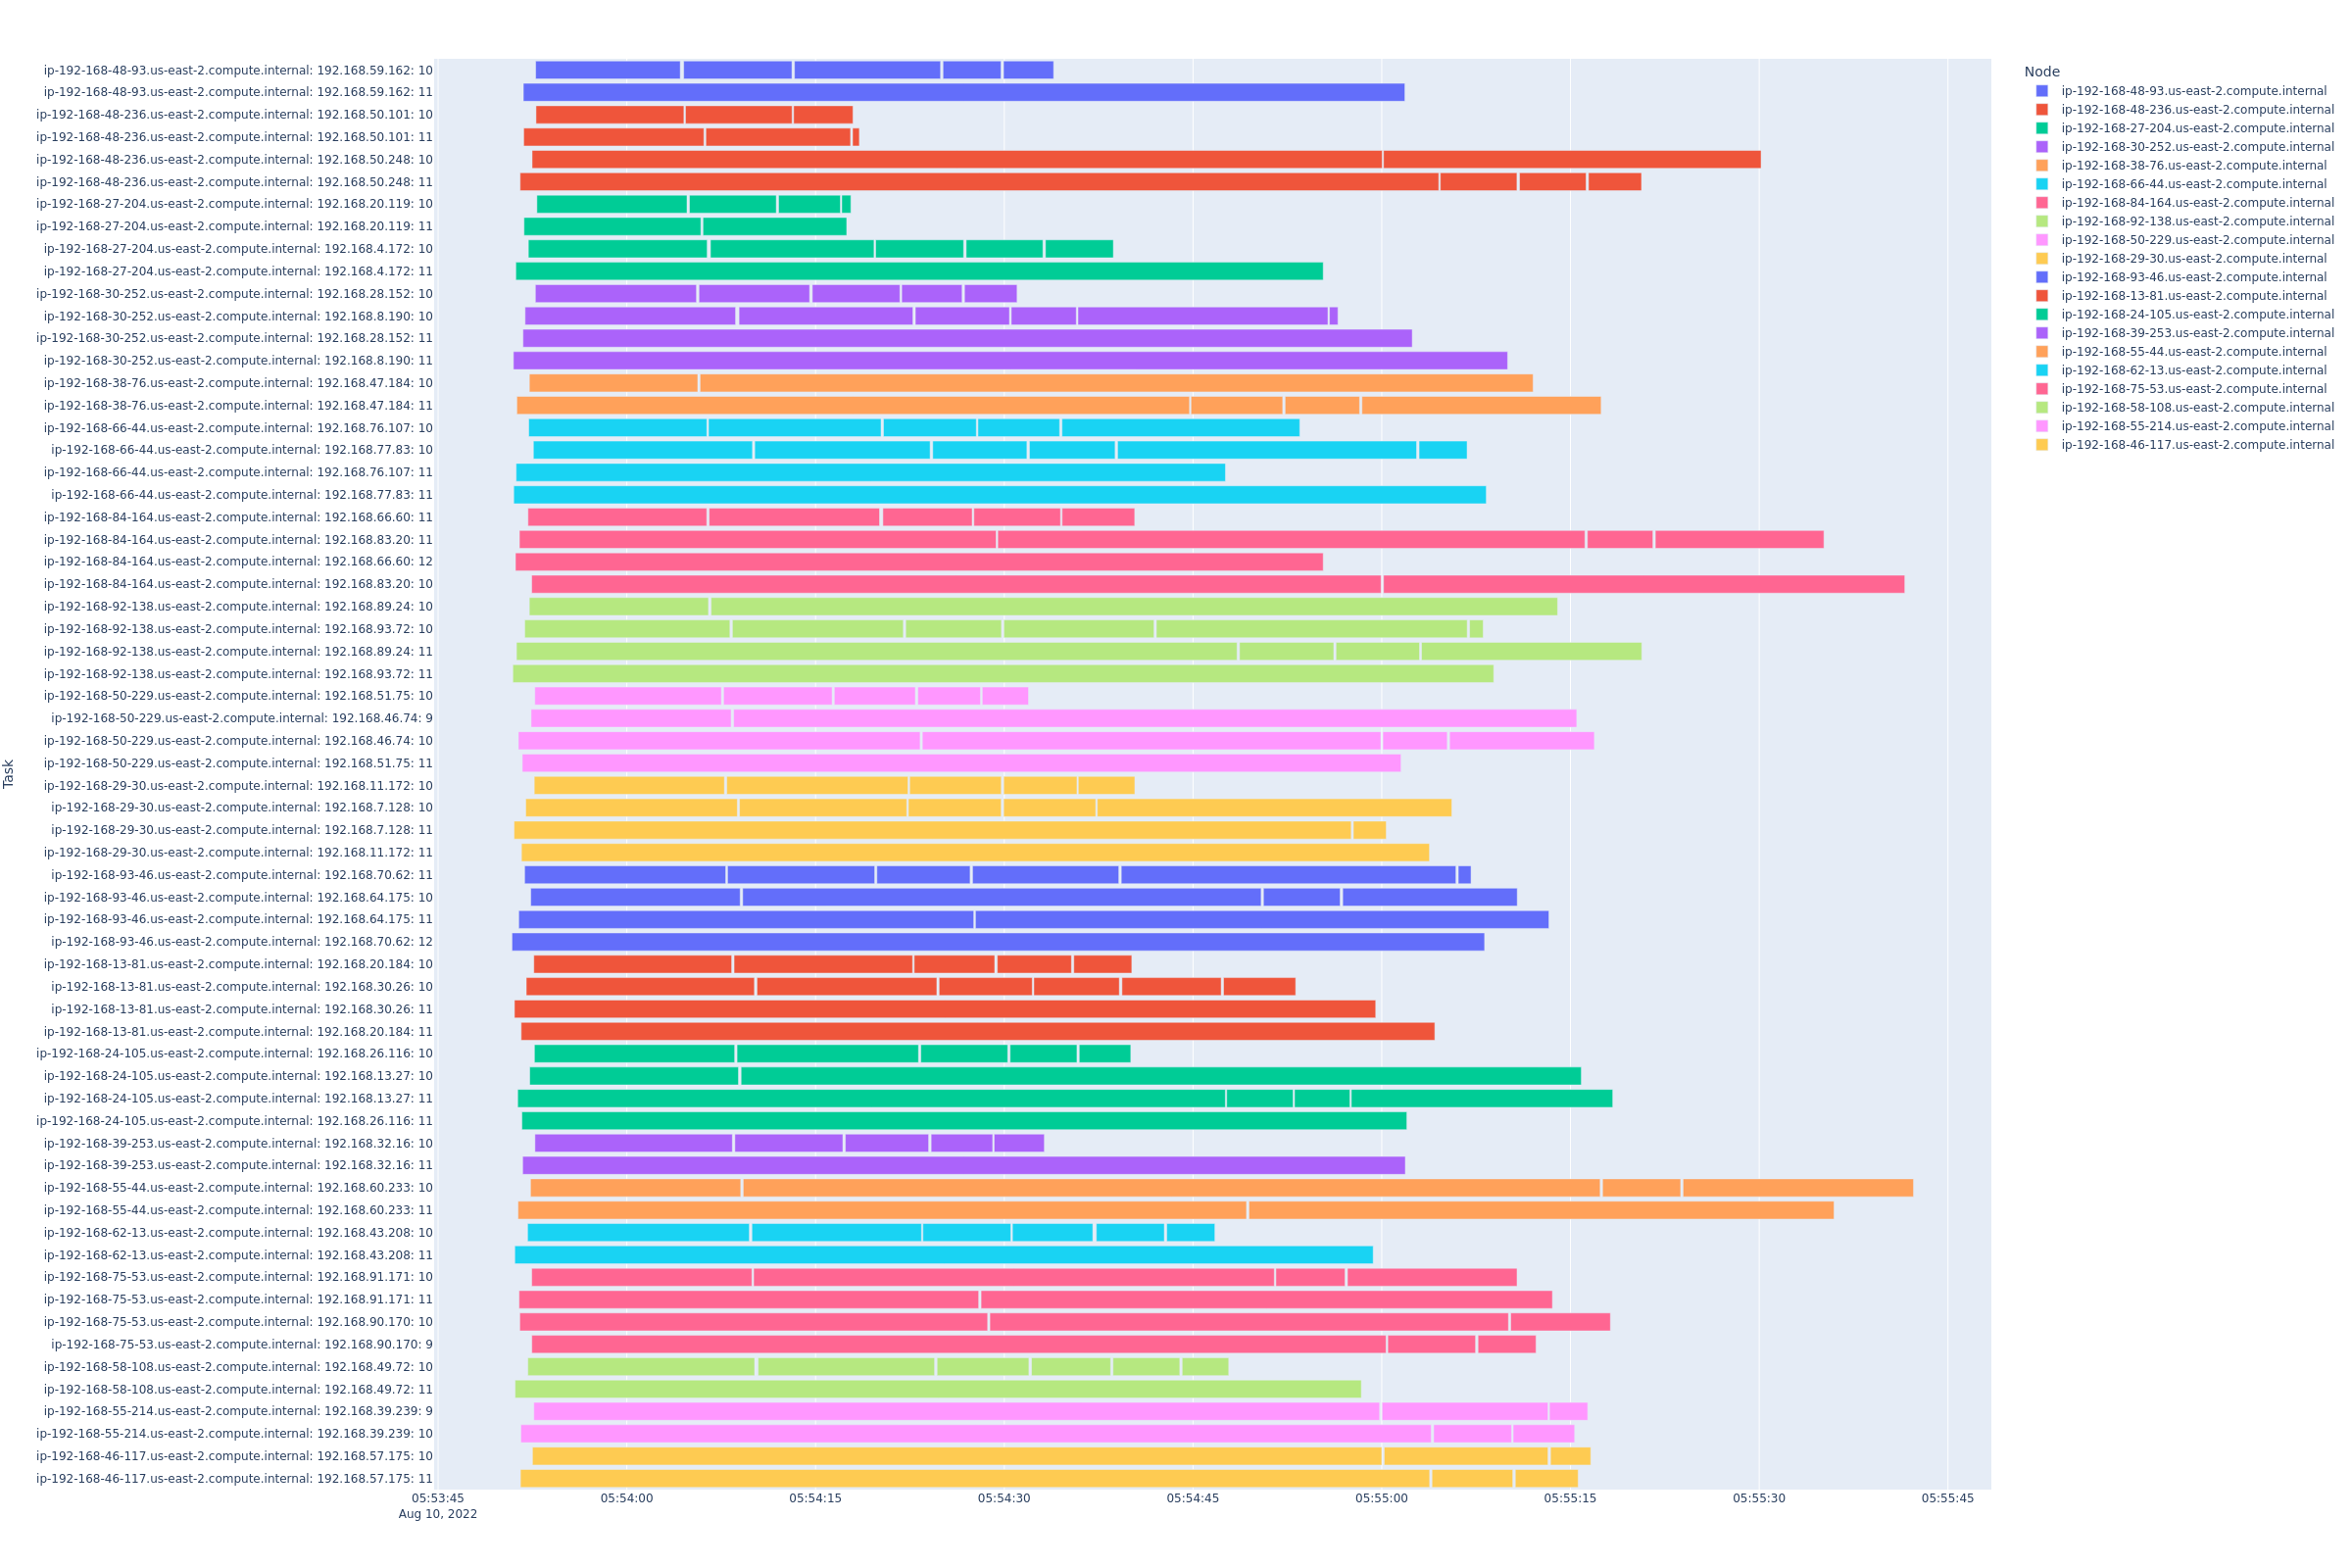 ip-192-168-48-93.us-east-2.compute.internal: 192.168.59.162: 10
ip-192-168-48-93.us-east-2.compute.internal: 192.168.59.162: 11
ip-192-168-48-236.us-east-2.compute.internal: 192.168.50.101: 10
ip-192-168-48-236.us-east-2.compute.internal: 192.168.50.101: 11
ip-192-168-48-236.us-east-2.compute.internal: 192.168.50.248: 10
ip-192-168-48-236.us-east-2.compute.internal: 192.168.50.248: 11
ip-192-168-27-204.us-east-2.compute.internal: 192.168.20.119: 10
ip-192-168-27-204.us-east-2.compute.internal: 192.168.20.119: 11
ip-192-168-27-204.us-east-2.compute.internal: 192.168.4.172: 10
ip-192-168-27-204.us-east-2.compute.internal: 192.168.4.172: 11
ip-192-168-30-252.us-east-2.compute.internal: 192.168.28.152: 10
ip-192-168-30-252.us-east-2.compute.internal: 192.168.8.190: 10
ip-192-168-30-252.us-east-2.compute.internal: 192.168.28.152: 11
ip-192-168-30-252.us-east-2.compute.internal: 192.168.8.190: 11
ip-192-168-38-76.us-east-2.compute.internal: 192.168.47.184: 10
ip-192-168-38-76.us-east-2.compute.internal: 192.168.47.184: 11
ip-192-168-66-44.us-east-2.compute.internal: 192.168.76.107: 10
ip-192-168-66-44.us-east-2.compute.internal: 192.168.77.83: 10
ip-192-168-66-44.us-east-2.compute.internal: 192.168.76.107: 11
ip-192-168-66-44.us-east-2.compute.internal: 192.168.77.83: 11
ip-192-168-84-164.us-east-2.compute.internal: 192.168.66.60: 11
ip-192-168-84-164.us-east-2.compute.internal: 192.168.83.20: 11
ip-192-168-84-164.us-east-2.compute.internal: 192.168.66.60: 12
ip-192-168-84-164.us-east-2.compute.internal: 192.168.83.20: 10
ip-192-168-92-138.us-east-2.compute.internal: 192.168.89.24: 10
ip-192-168-92-138.us-east-2.compute.internal: 192.168.93.72: 10
ip-192-168-92-138.us-east-2.compute.internal: 192.168.89.24: 11
ip-192-168-92-138.us-east-2.compute.internal: 192.168.93.72: 11
ip-192-168-50-229.us-east-2.compute.internal: 192.168.51.75: 10
ip-192-168-50-229.us-east-2.compute.internal: 192.168.46.74: 9
ip-192-168-50-229.us-east-2.compute.internal: 192.168.46.74: 10
ip-192-168-50-229.us-east-2.compute.internal: 192.168.51.75: 11
ip-192-168-29-30.us-east-2.compute.internal: 192.168.11.172: 10
ip-192-168-29-30.us-east-2.compute.internal: 192.168.7.128: 10
ip-192-168-29-30.us-east-2.compute.internal: 192.168.7.128: 11
ip-192-168-29-30.us-east-2.compute.internal: 192.168.11.172: 11
ip-192-168-93-46.us-east-2.compute.internal: 192.168.70.62: 11
ip-192-168-93-46.us-east-2.compute.internal: 192.168.64.175: 10
ip-192-168-93-46.us-east-2.compute.internal: 192.168.64.175: 11
ip-192-168-93-46.us-east-2.compute.internal: 192.168.70.62: 12
ip-192-168-13-81.us-east-2.compute.internal: 192.168.20.184: 10
ip-192-168-13-81.us-east-2.compute.internal: 192.168.30.26: 10
ip-192-168-13-81.us-east-2.compute.internal: 192.168.30.26: 11
ip-192-168-13-81.us-east-2.compute.internal: 192.168.20.184: 11
ip-192-168-24-105.us-east-2.compute.internal: 192.168.26.116: 10
ip-192-168-24-105.us-east-2.compute.internal: 192.168.13.27: 10
ip-192-168-24-105.us-east-2.compute.internal: 192.168.13.27: 11
ip-192-168-24-105.us-east-2.compute.internal: 192.168.26.116: 11
ip-192-168-39-253.us-east-2.compute.internal: 192.168.32.16: 10
ip-192-168-39-253.us-east-2.compute.internal: 192.168.32.16: 11
ip-192-168-55-44.us-east-2.compute.internal: 192.168.60.233: 10
ip-192-168-55-44.us-east-2.compute.internal: 192.168.60.233: 11
ip-192-168-62-13.us-east-2.compute.internal: 192.168.43.208: 10
ip-192-168-62-13.us-east-2.compute.internal: 192.168.43.208: 11
ip-192-168-75-53.us-east-2.compute.internal: 192.168.91.171: 10
ip-192-168-75-53.us-east-2.compute.internal: 192.168.91.171: 11
ip-192-168-75-53.us-east-2.compute.internal: 192.168.90.170: 10
ip-192-168-75-53.us-east-2.compute.internal: 192.168.90.170: 9
ip-192-168-58-108.us-east-2.compute.internal: 192.168.49.72: 10
ip-192-168-58-108.us-east-2.compute.internal: 192.168.49.72: 11
ip-192-168-55-214.us-east-2.compute.internal: 192.168.39.239: 9
ip-192-168-55-214.us-east-2.compute.internal: 192.168.39.239: 10
ip-192-168-46-117.us-east-2.compute.internal: 192.168.57.175: 10
ip-192-168-46-117.us-east-2.compute.internal: 192.168.57.175: 11
Task
05:53:45
Aug 10, 2022
05:54:00
05:54:15
05:54:30
05:54:45
05:55:00
05:55:15
05:55:30
05:55:45
Node
ip-192-168-48-93.us-east-2.compute.internal
ip-192-168-48-236.us-east-2.compute.internal
ip-192-168-27-204.us-east-2.compute.internal
ip-192-168-30-252.us-east-2.compute.internal
ip-192-168-38-76.us-east-2.compute.internal
ip-192-168-66-44.us-east-2.compute.internal
ip-192-168-84-164.us-east-2.compute.internal
ip-192-168-92-138.us-east-2.compute.internal
ip-192-168-50-229.us-east-2.compute.internal
ip-192-168-29-30.us-east-2.compute.internal
ip-192-168-93-46.us-east-2.compute.internal
ip-192-168-13-81.us-east-2.compute.internal
ip-192-168-24-105.us-east-2.compute.internal
ip-192-168-39-253.us-east-2.compute.internal
ip-192-168-55-44.us-east-2.compute.internal
ip-192-168-62-13.us-east-2.compute.internal
ip-192-168-75-53.us-east-2.compute.internal
ip-192-168-58-108.us-east-2.compute.internal
ip-192-168-55-214.us-east-2.compute.internal
ip-192-168-46-117.us-east-2.compute.internal